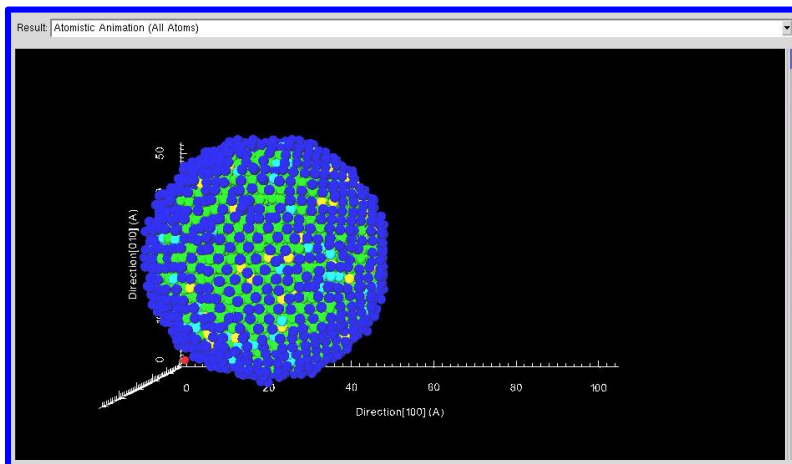 Result: Atomistic Animation (All Atoms)
50
Direction[010] (A)
0
0 20 40 60 80 100
Direction[100] (A)